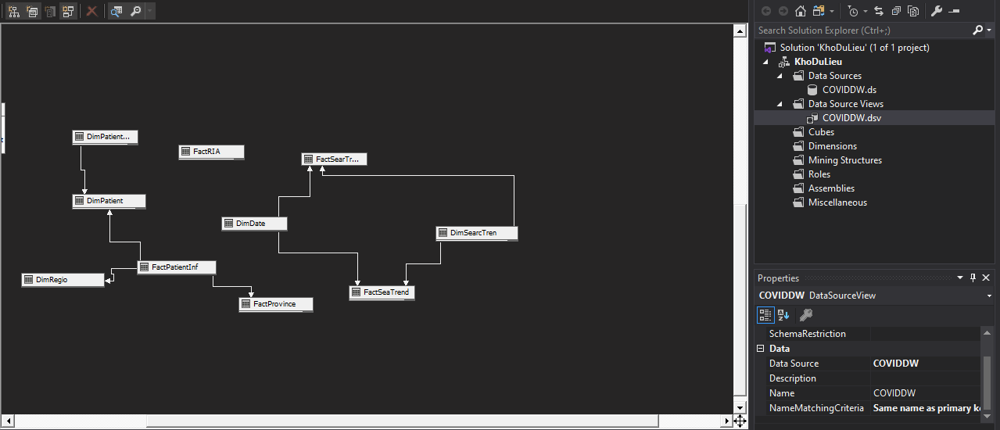 DimPatient...
FactRIA
FactSearTr...
DimPatient
DimDate
DimSearcTren
FactPatientInf
DimRegio
FactSeaTrend
FactProvince
Search Solution Explorer (Ctrl+;)
Solution 'KhoDuLieu' (1 of 1 project)
KhoDuLieu
Data Sources
COVIDDW.ds
Data Source Views
COVIDDW.dsv
Cubes
Dimensions
Mining Structures
Roles
Assemblies
Miscellaneous
Properties
COVIDDW DataSourceView
SchemaRestriction
Data
Data Source COVIDDW
Description
Name COVIDDW
NameMatchingCriteria Same name as primary ke